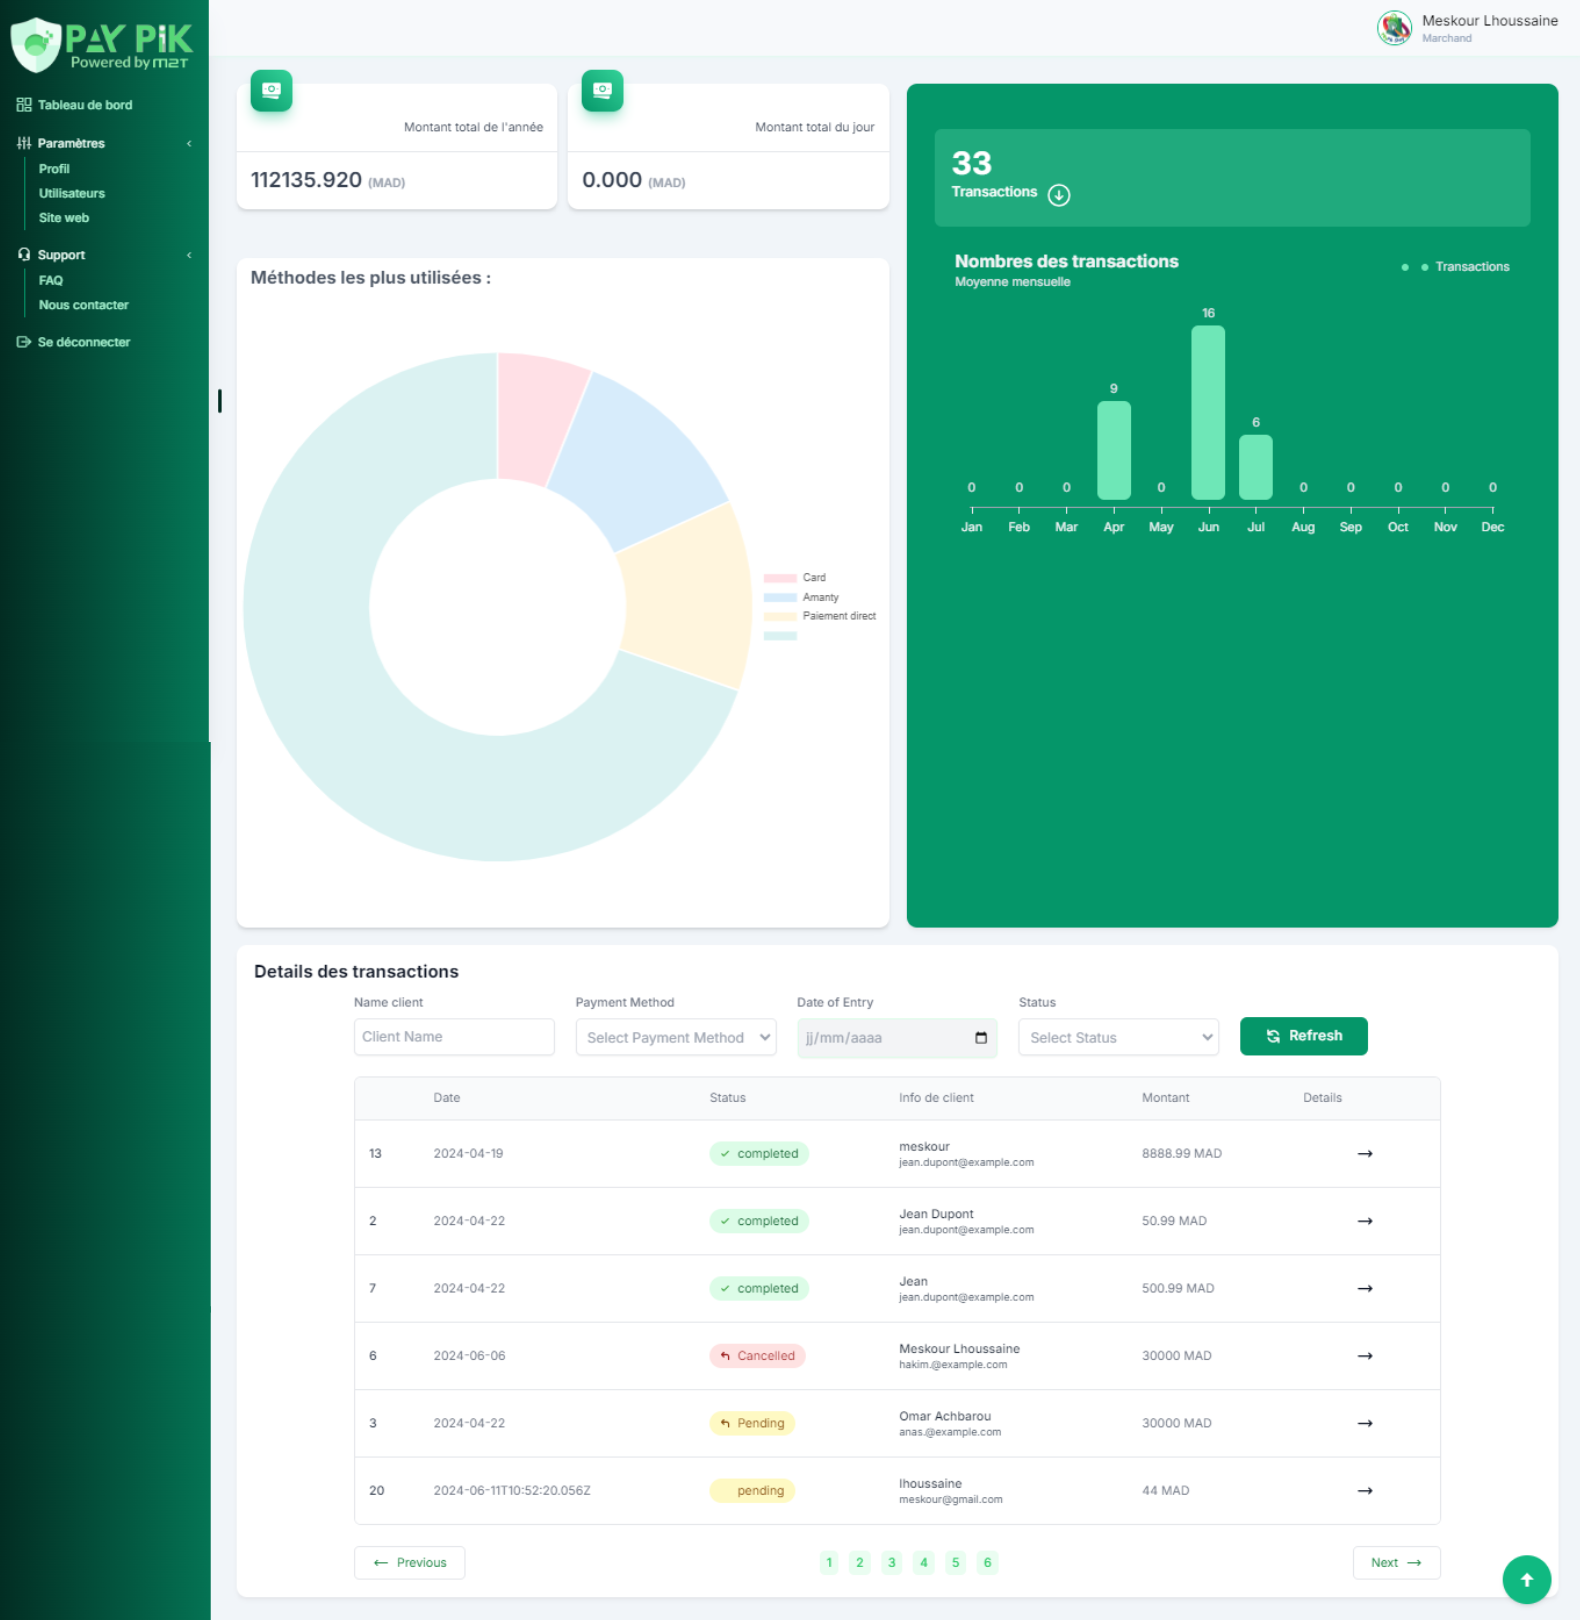 PAY PiK
Powered by m2T
Tableau de bord
Paramètres
Profil
Utilisateurs
Site web
Support
FAQ
Nous contacter
Se déconnecter
Meskour Lhoussaine
Marchand
Montant total de l'année
112135.920 (MAD)
Montant total du jour
0.000 (MAD)
Méthodes les plus utilisées :
Card
Amanty
Paiement direct
33
Transactions
Nombres des transactions
Moyenne mensuelle
Transactions
0 0 0 9 0 16 6 0 0 0 0 0
Jan Feb Mar Apr May Jun Jul Aug Sep Oct Nov Dec
Details des transactions
Name client Payment Method Date of Entry Status
Client Name Select Payment Method jj/mm/aaaa Select Status Refresh
Date Status Info de client Montant Details
13 2024-04-19 completed meskour 8888.99 MAD →
jean.dupont@example.com
2 2024-04-22 completed Jean Dupont 50.99 MAD →
jean.dupont@example.com
7 2024-04-22 completed Jean 500.99 MAD →
jean.dupont@example.com
6 2024-06-06 Cancelled Meskour Lhoussaine 30000 MAD →
hakim.@example.com
3 2024-04-22 Pending Omar Achbarou 30000 MAD →
anas.@example.com
20 2024-06-11T10:52:20.056Z pending lhoussaine 44 MAD →
meskour@gmail.com
← Previous 1 2 3 4 5 6 Next →